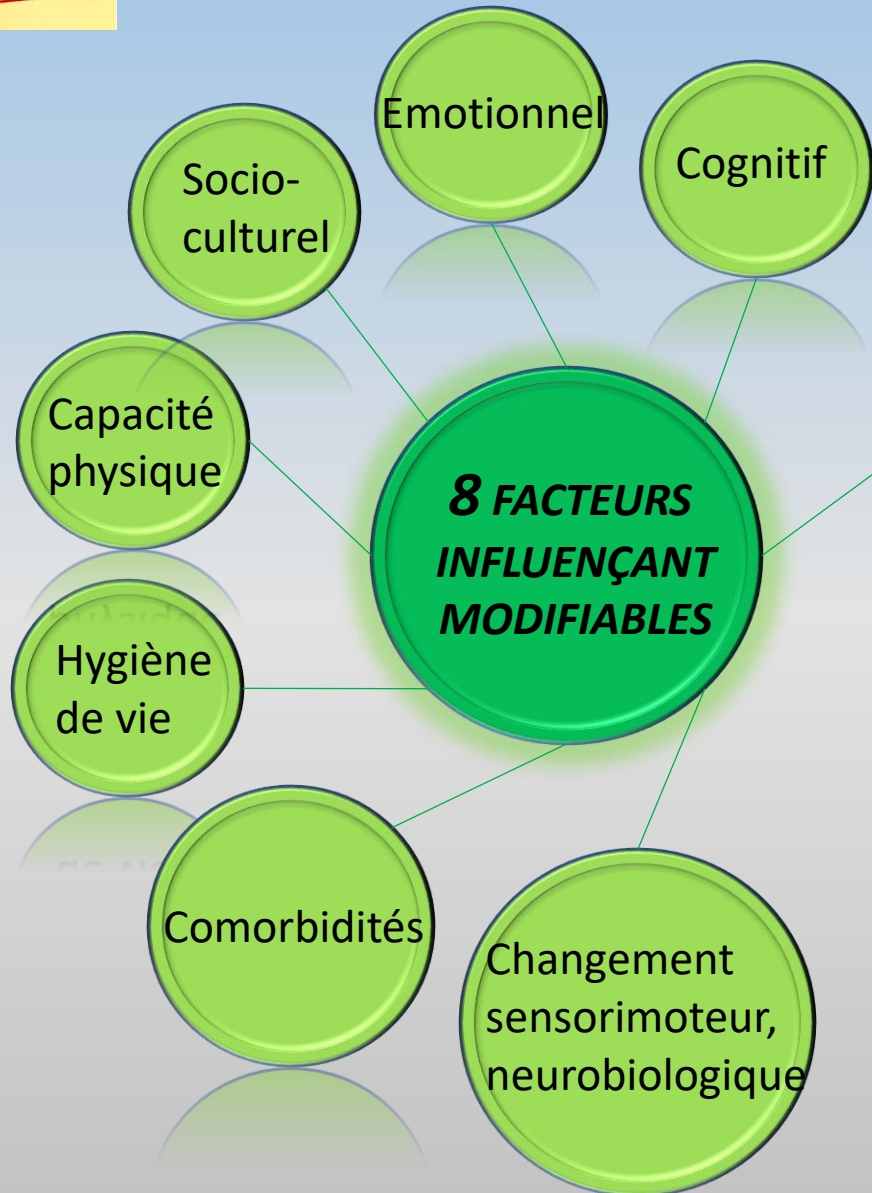 Emotionnel
Cognitif
Socio-
culturel
Capacité
physique
8 FACTEURS
INFLUENÇANT
MODIFIABLES
Hygiène
de vie
Comorbidités
Changement
sensorimoteur,
neurobiologique